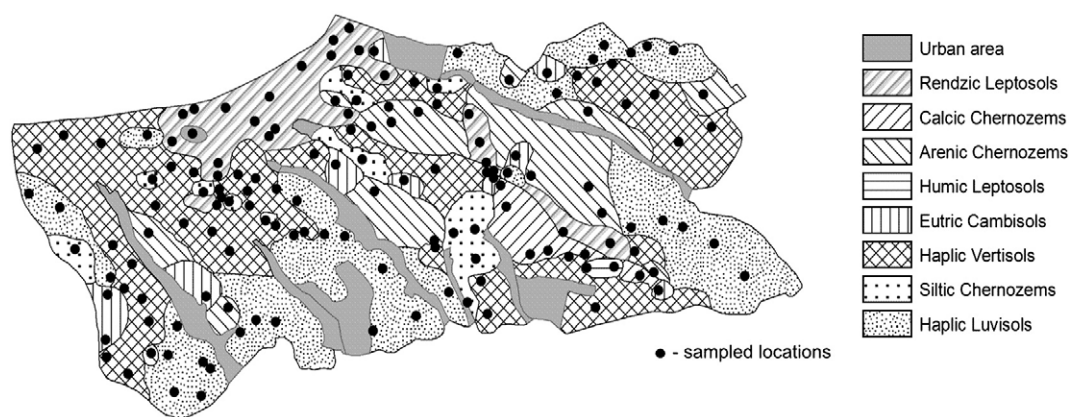 Urban area
Rendzic Leptosols
Calcic Chernozems
Arenic Chernozems
Humic Leptosols
Eutric Cambisols
Haplic Vertisols
Siltic Chernozems
Haplic Luvisols
- sampled locations